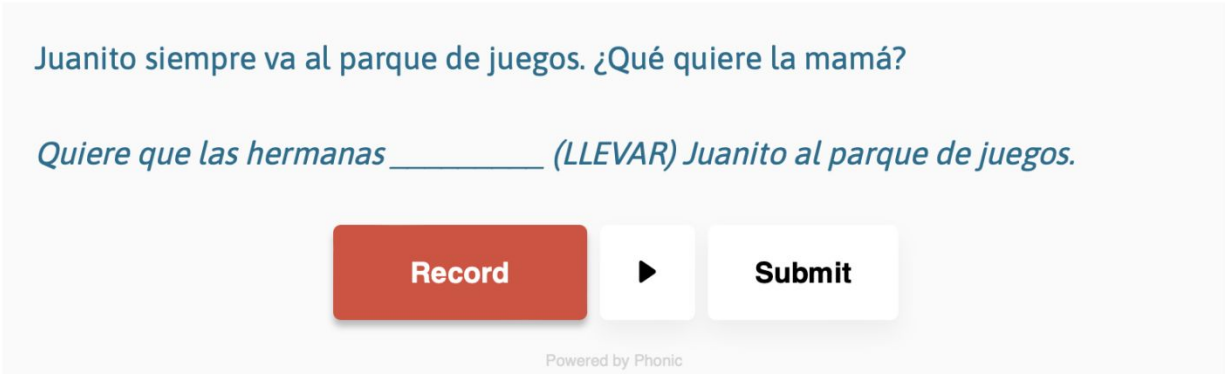 Juanito siempre va al parque de juegos. ¿Qué quiere la mamá?
Quiere que las hermanas __________ (LLEVAR) Juanito al parque de juegos.
Record
Submit
Powered by Phonic